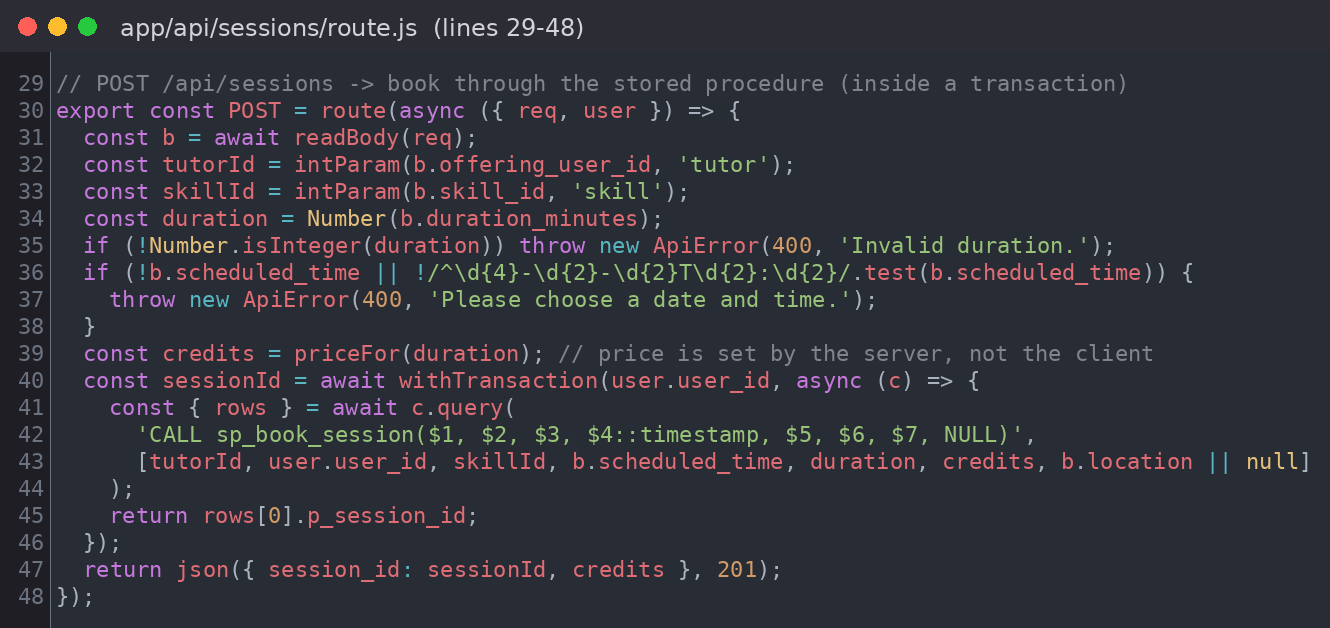 app/api/sessions/route.js  (lines 29-48)
29 // POST /api/sessions -> book through the stored procedure (inside a transaction)
30 export const POST = route(async ({ req, user }) => {
31   const b = await readBody(req);
32   const tutorId = intParam(b.offering_user_id, 'tutor');
33   const skillId = intParam(b.skill_id, 'skill');
34   const duration = Number(b.duration_minutes);
35   if (!Number.isInteger(duration)) throw new ApiError(400, 'Invalid duration.');
36   if (!b.scheduled_time || !/^\d{4}-\d{2}-\d{2}T\d{2}:\d{2}/.test(b.scheduled_time)) {
37     throw new ApiError(400, 'Please choose a date and time.');
38   }
39   const credits = priceFor(duration); // price is set by the server, not the client
40   const sessionId = await withTransaction(user.user_id, async (c) => {
41     const { rows } = await c.query(
42       'CALL sp_book_session($1, $2, $3, $4::timestamp, $5, $6, $7, NULL)',
43       [tutorId, user.user_id, skillId, b.scheduled_time, duration, credits, b.location || null]
44     );
45     return rows[0].p_session_id;
46   });
47   return json({ session_id: sessionId, credits }, 201);
48 });